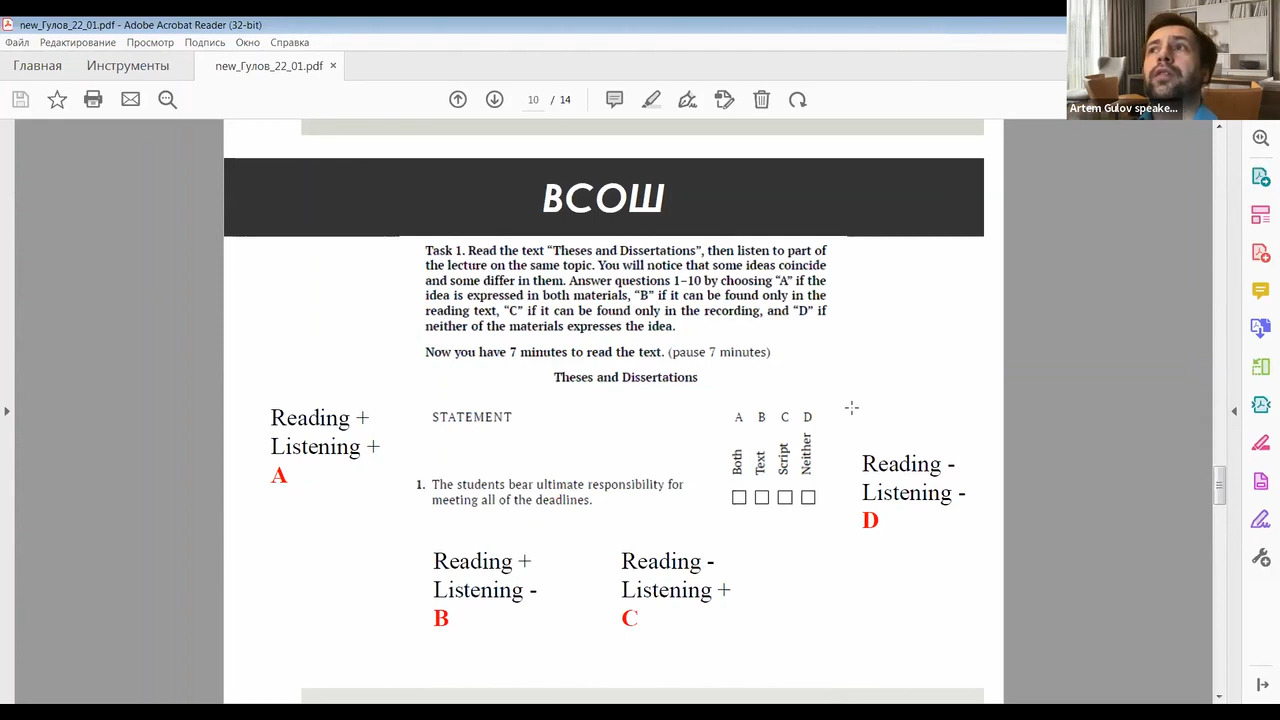 new_Гулов_22_01.pdf - Adobe Acrobat Reader (32-bit)
Файл Редактирование Просмотр Подпись Окно Справка
Главная Инструменты new_Гулов_22_01.pdf ×
10 / 14
Artem Gulov speake...
ВСОШ
Task 1. Read the text “Theses and Dissertations”, then listen to part of
the lecture on the same topic. You will notice that some ideas coincide
and some differ in them. Answer questions 1–10 by choosing “A” if the
idea is expressed in both materials, “B” if it can be found only in the
reading text, “C” if it can be found only in the recording, and “D” if
neither of the materials expresses the idea.
Now you have 7 minutes to read the text. (pause 7 minutes)
Theses and Dissertations
STATEMENT A B C D
Both Text Script Neither
1. The students bear ultimate responsibility for
meeting all of the deadlines.
Reading +
Listening +
A
Reading -
Listening -
D
Reading +
Listening -
B
Reading -
Listening +
C